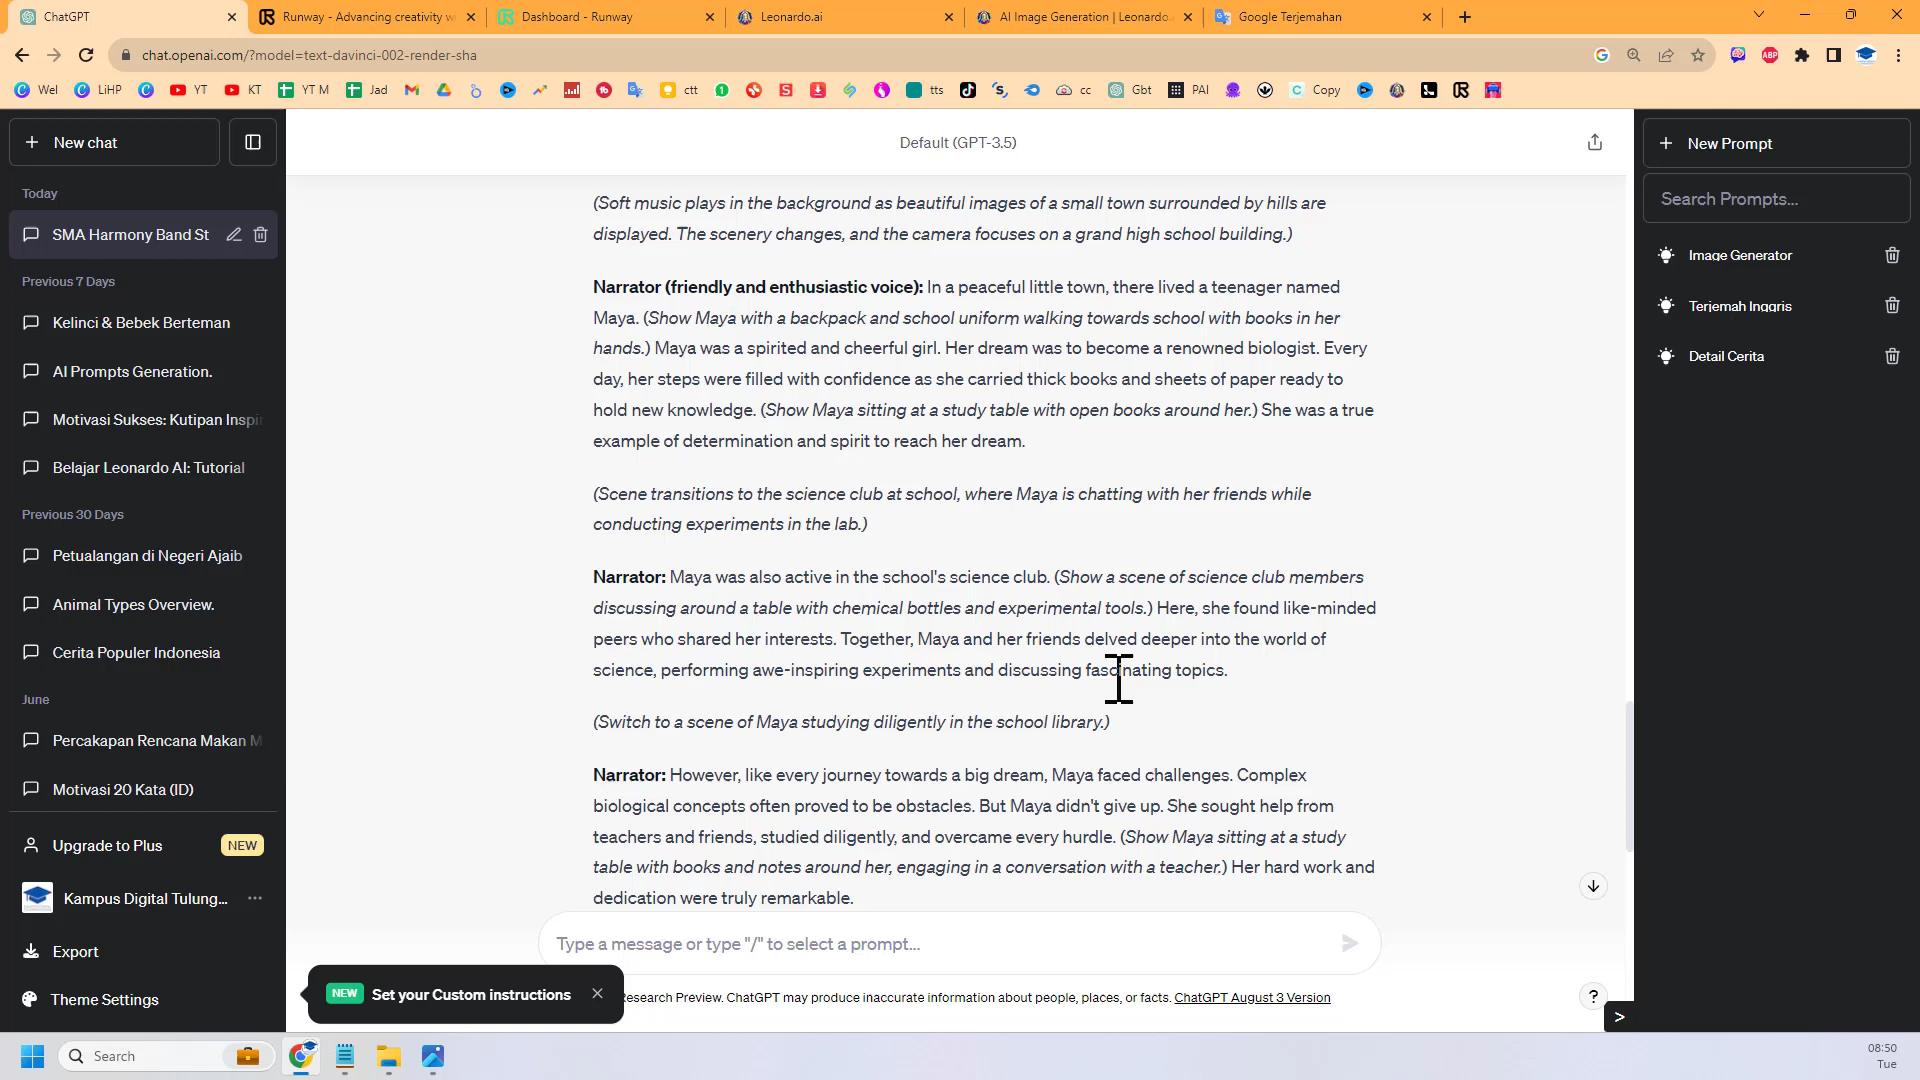 ChatGPT
Runway - Advancing creativity w
Dashboard - Runway
Leonardo.ai
AI Image Generation | Leonardo.
Google Terjemahan
chat.openai.com/?model=text-davinci-002-render-sha
Wel
LiHP
YT
KT
YT M
Jad
ctt
tts
cc
Gbt
PAI
Copy
New chat
Default (GPT-3.5)
New Prompt
Search Prompts...
Image Generator
Terjemah Inggris
Detail Cerita
Today
SMA Harmony Band St
Previous 7 Days
Kelinci & Bebek Berteman
AI Prompts Generation.
Motivasi Sukses: Kutipan Inspi
Belajar Leonardo AI: Tutorial
Previous 30 Days
Petualangan di Negeri Ajaib
Animal Types Overview.
Cerita Populer Indonesia
June
Percakapan Rencana Makan M
Motivasi 20 Kata (ID)
Upgrade to Plus
NEW
Kampus Digital Tulung...
Export
Theme Settings
(Soft music plays in the background as beautiful images of a small town surrounded by hills are
displayed. The scenery changes, and the camera focuses on a grand high school building.)
Narrator (friendly and enthusiastic voice): In a peaceful little town, there lived a teenager named
Maya. (Show Maya with a backpack and school uniform walking towards school with books in her
hands.) Maya was a spirited and cheerful girl. Her dream was to become a renowned biologist. Every
day, her steps were filled with confidence as she carried thick books and sheets of paper ready to
hold new knowledge. (Show Maya sitting at a study table with open books around her.) She was a true
example of determination and spirit to reach her dream.
(Scene transitions to the science club at school, where Maya is chatting with her friends while
conducting experiments in the lab.)
Narrator: Maya was also active in the school's science club. (Show a scene of science club members
discussing around a table with chemical bottles and experimental tools.) Here, she found like-minded
peers who shared her interests. Together, Maya and her friends delved deeper into the world of
science, performing awe-inspiring experiments and discussing fascinating topics.
(Switch to a scene of Maya studying diligently in the school library.)
Narrator: However, like every journey towards a big dream, Maya faced challenges. Complex
biological concepts often proved to be obstacles. But Maya didn't give up. She sought help from
teachers and friends, studied diligently, and overcame every hurdle. (Show Maya sitting at a study
table with books and notes around her, engaging in a conversation with a teacher.) Her hard work and
dedication were truly remarkable.
Type a message or type "/" to select a prompt...
NEW Set your Custom instructions
Research Preview. ChatGPT may produce inaccurate information about people, places, or facts. ChatGPT August 3 Version
?
>
Search
08:50
Tue